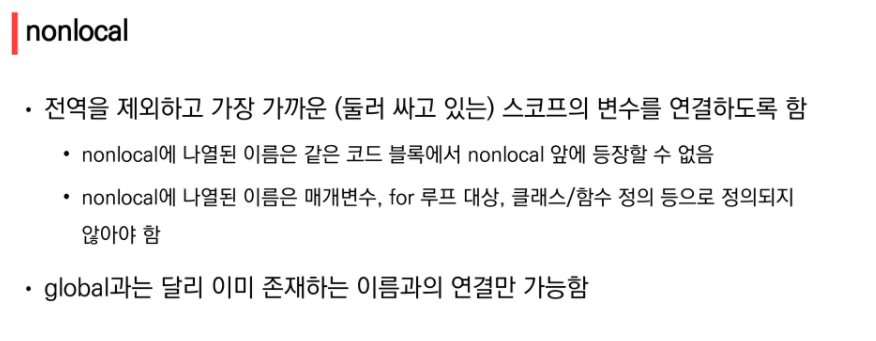 nonlocal
• 전역을 제외하고 가장 가까운 (둘러 싸고 있는) 스코프의 변수를 연결하도록 함
• nonlocal에 나열된 이름은 같은 코드 블록에서 nonlocal 앞에 등장할 수 없음
• nonlocal에 나열된 이름은 매개변수, for 루프 대상, 클래스/함수 정의 등으로 정의되지
않아야 함
• global과는 달리 이미 존재하는 이름과의 연결만 가능함